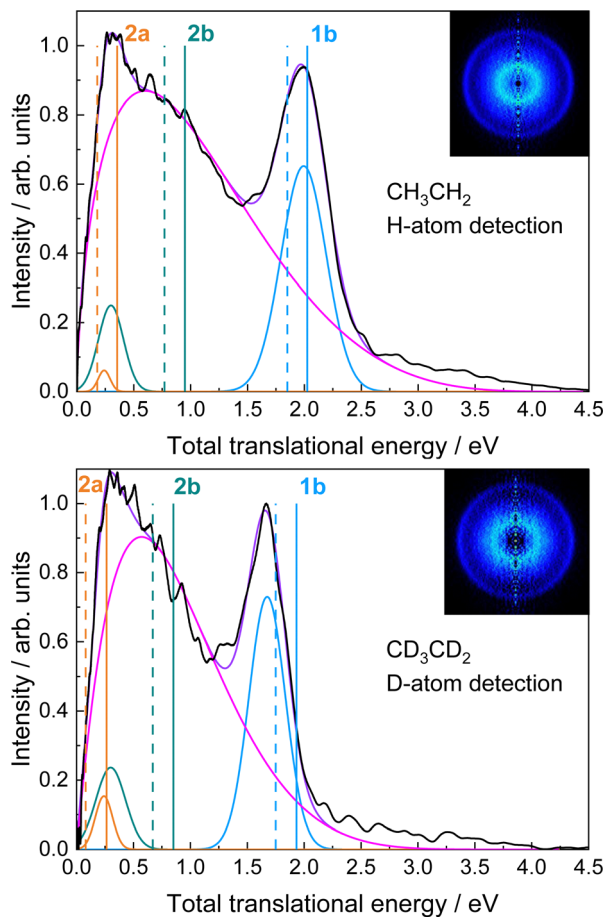 2a 2b 1b
1.0
0.8
0.6
0.4
0.2
0.0
Intensity / arb. units
CH₃CH₂
H-atom detection
0.0 0.5 1.0 1.5 2.0 2.5 3.0 3.5 4.0 4.5
Total translational energy / eV
2a 2b 1b
1.0
0.8
0.6
0.4
0.2
0.0
Intensity / arb. units
CD₃CD₂
D-atom detection
0.0 0.5 1.0 1.5 2.0 2.5 3.0 3.5 4.0 4.5
Total translational energy / eV